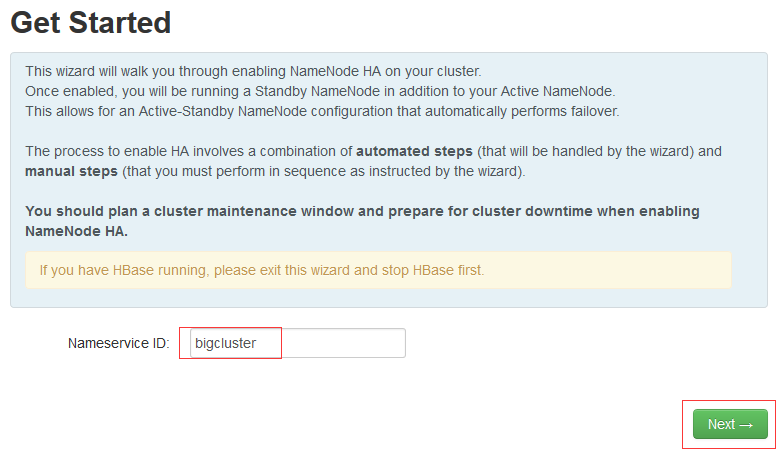 Get Started
This wizard will walk you through enabling NameNode HA on your cluster.
Once enabled, you will be running a Standby NameNode in addition to your Active NameNode.
This allows for an Active-Standby NameNode configuration that automatically performs failover.
The process to enable HA involves a combination of automated steps (that will be handled by the wizard) and
manual steps (that you must perform in sequence as instructed by the wizard).
You should plan a cluster maintenance window and prepare for cluster downtime when enabling
NameNode HA.
If you have HBase running, please exit this wizard and stop HBase first.
Nameservice ID: bigcluster
Next →